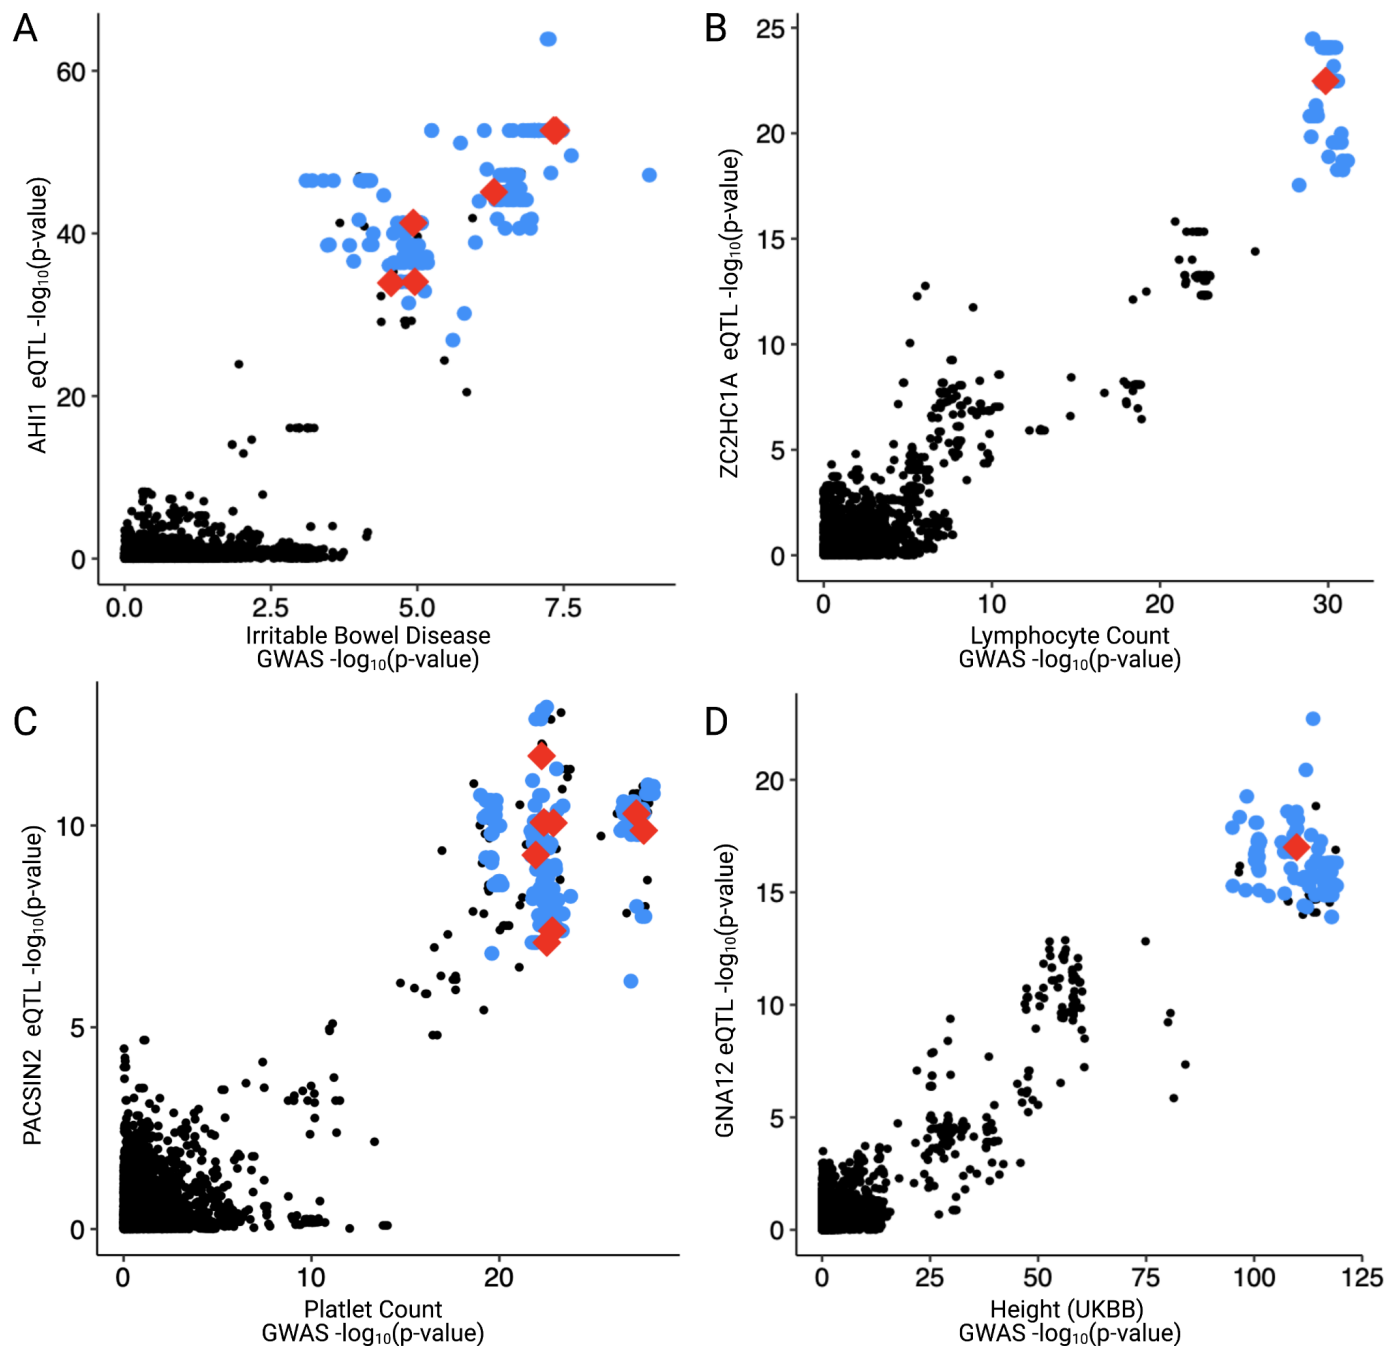 A
AHI1 eQTL -log₁₀(p-value)
60
40
20
0
0.0 2.5 5.0 7.5
Irritable Bowel Disease
GWAS -log₁₀(p-value)
B
ZC2HC1A eQTL -log₁₀(p-value)
25
20
15
10
5
0
0 10 20 30
Lymphocyte Count
GWAS -log₁₀(p-value)
C
PACSIN2 eQTL -log₁₀(p-value)
10
5
0
0 10 20
Platlet Count
GWAS -log₁₀(p-value)
D
GNA12 eQTL -log₁₀(p-value)
20
15
10
5
0
0 25 50 75 100 125
Height (UKBB)
GWAS -log₁₀(p-value)